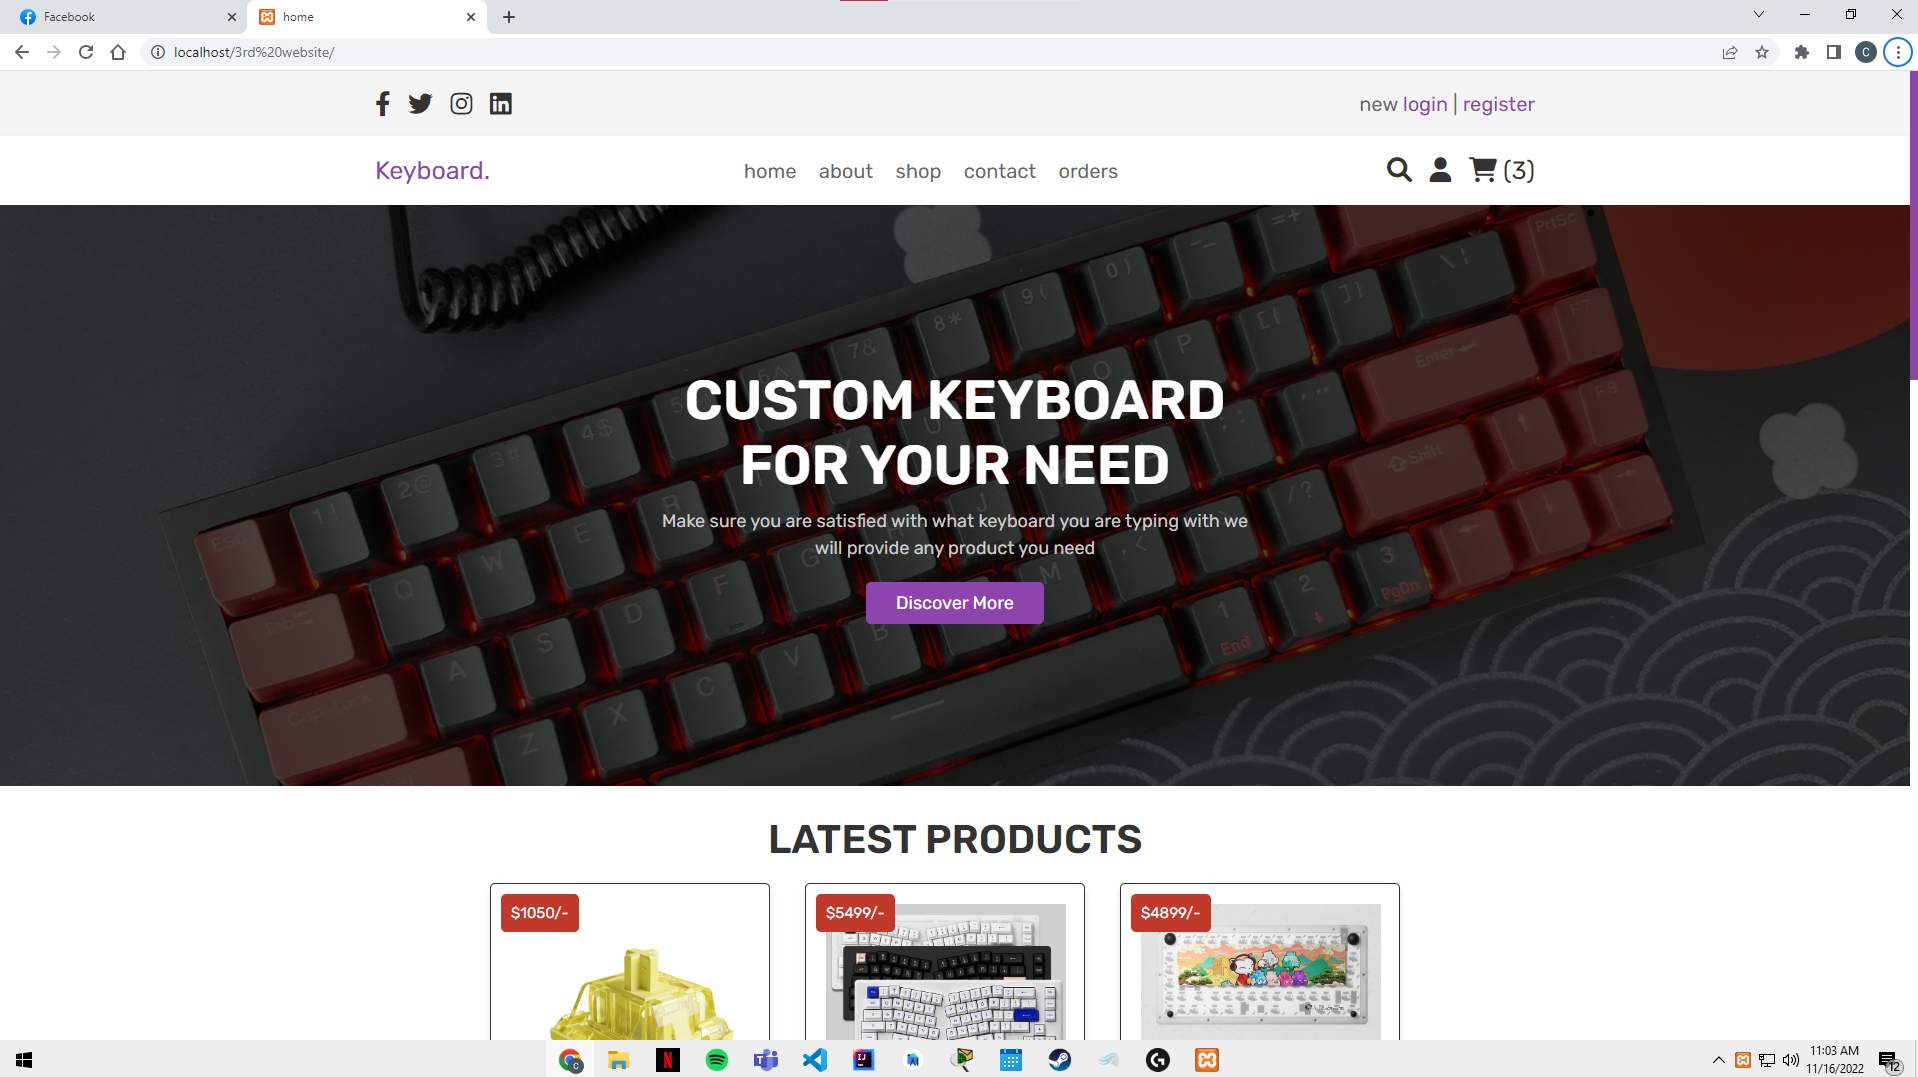 Facebook
home
localhost/3rd%20website/
C
new login | register
Keyboard.
home about shop contact orders
(3)
CUSTOM KEYBOARD
FOR YOUR NEED
Make sure you are satisfied with what keyboard you are typing with we
will provide any product you need
Discover More
LATEST PRODUCTS
$1050/-
$5499/-
$4899/-
11:03 AM
11/16/2022
12